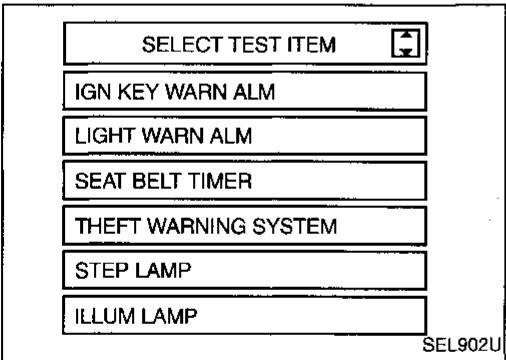 SELECT TEST ITEM
IGN KEY WARN ALM
LIGHT WARN ALM
SEAT BELT TIMER
THEFT WARNING SYSTEM
STEP LAMP
ILLUM LAMP
SEL902U